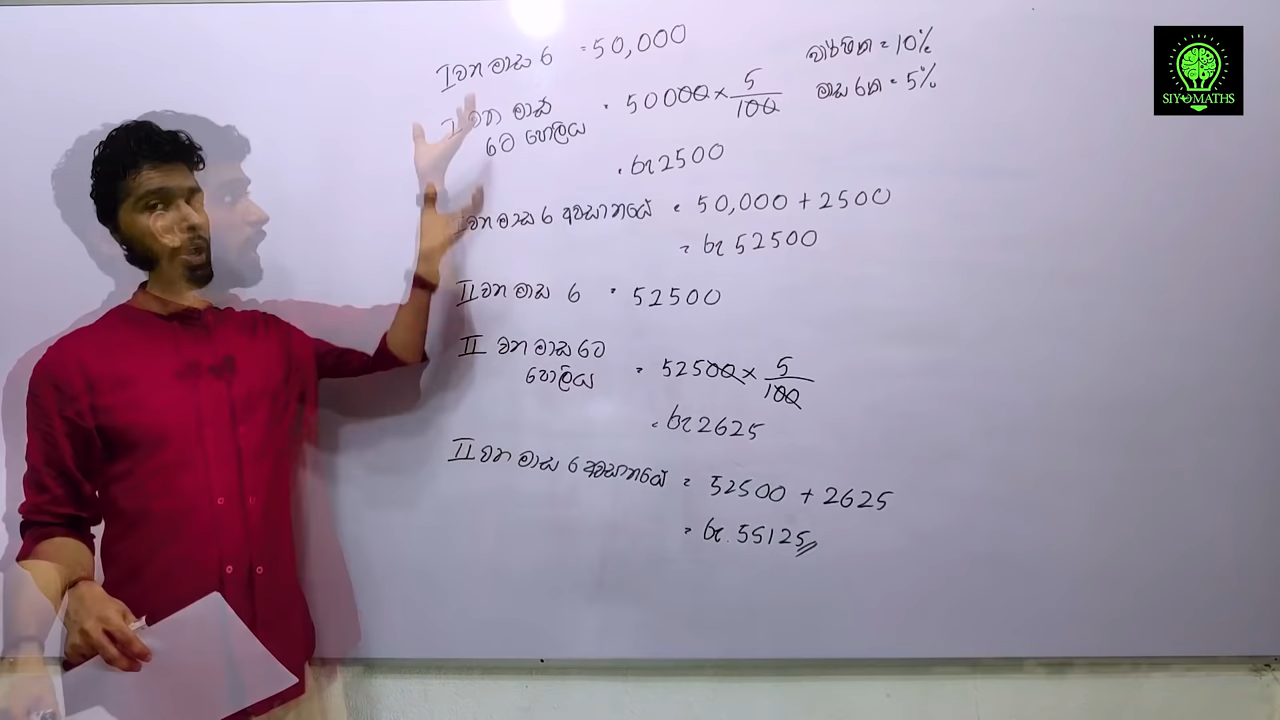 I වන මාස 6 = 50,000
වාර්ෂික = 10%
මාස 6ක = 5%
I වන මාස
6ට පොලිය = 50000 × 5/100
= රු 2500
I වන මාස 6 අවසානයේ = 50,000 + 2500
= රු 52500
II වන මාස 6 = 52500
II වන මාස 6ට
පොලිය = 52500 × 5/100
= රු 2625
II වන මාස 6 අවසානයේ = 52500 + 2625
= රු. 55125
SIYOMATHS